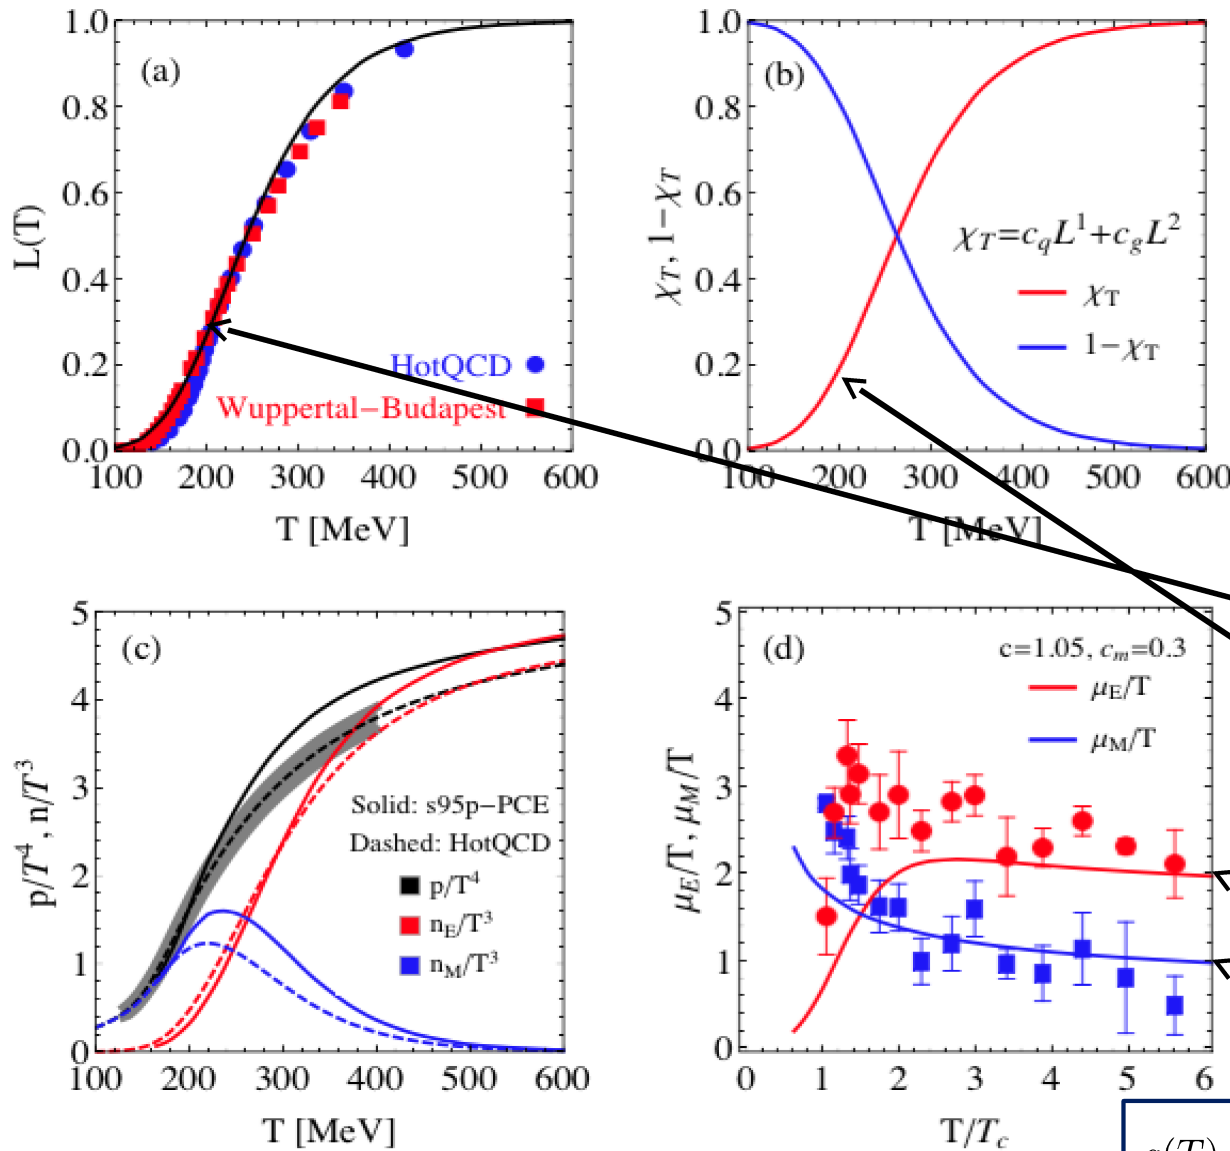 (a)
L(T)
1.0
0.8
0.6
0.4
0.2
0.0
HotQCD
Wuppertal−Budapest
100 200 300 400 500 600
T [MeV]
(b)
χT, 1−χT
1.0
0.8
0.6
0.4
0.2
0.0
χT=cqL¹+cgL²
χT
1−χT
100 200 300 400 500 600
T [MeV]
(c)
p/T⁴, n/T³
5
4
3
2
1
0
Solid: s95p−PCE
Dashed: HotQCD
p/T⁴
nE/T³
nM/T³
100 200 300 400 500 600
T [MeV]
(d)
μE/T, μM/T
5
4
3
2
1
0
c=1.05, cm=0.3
μE/T
μM/T
0 1 2 3 4 5 6
T/Tc